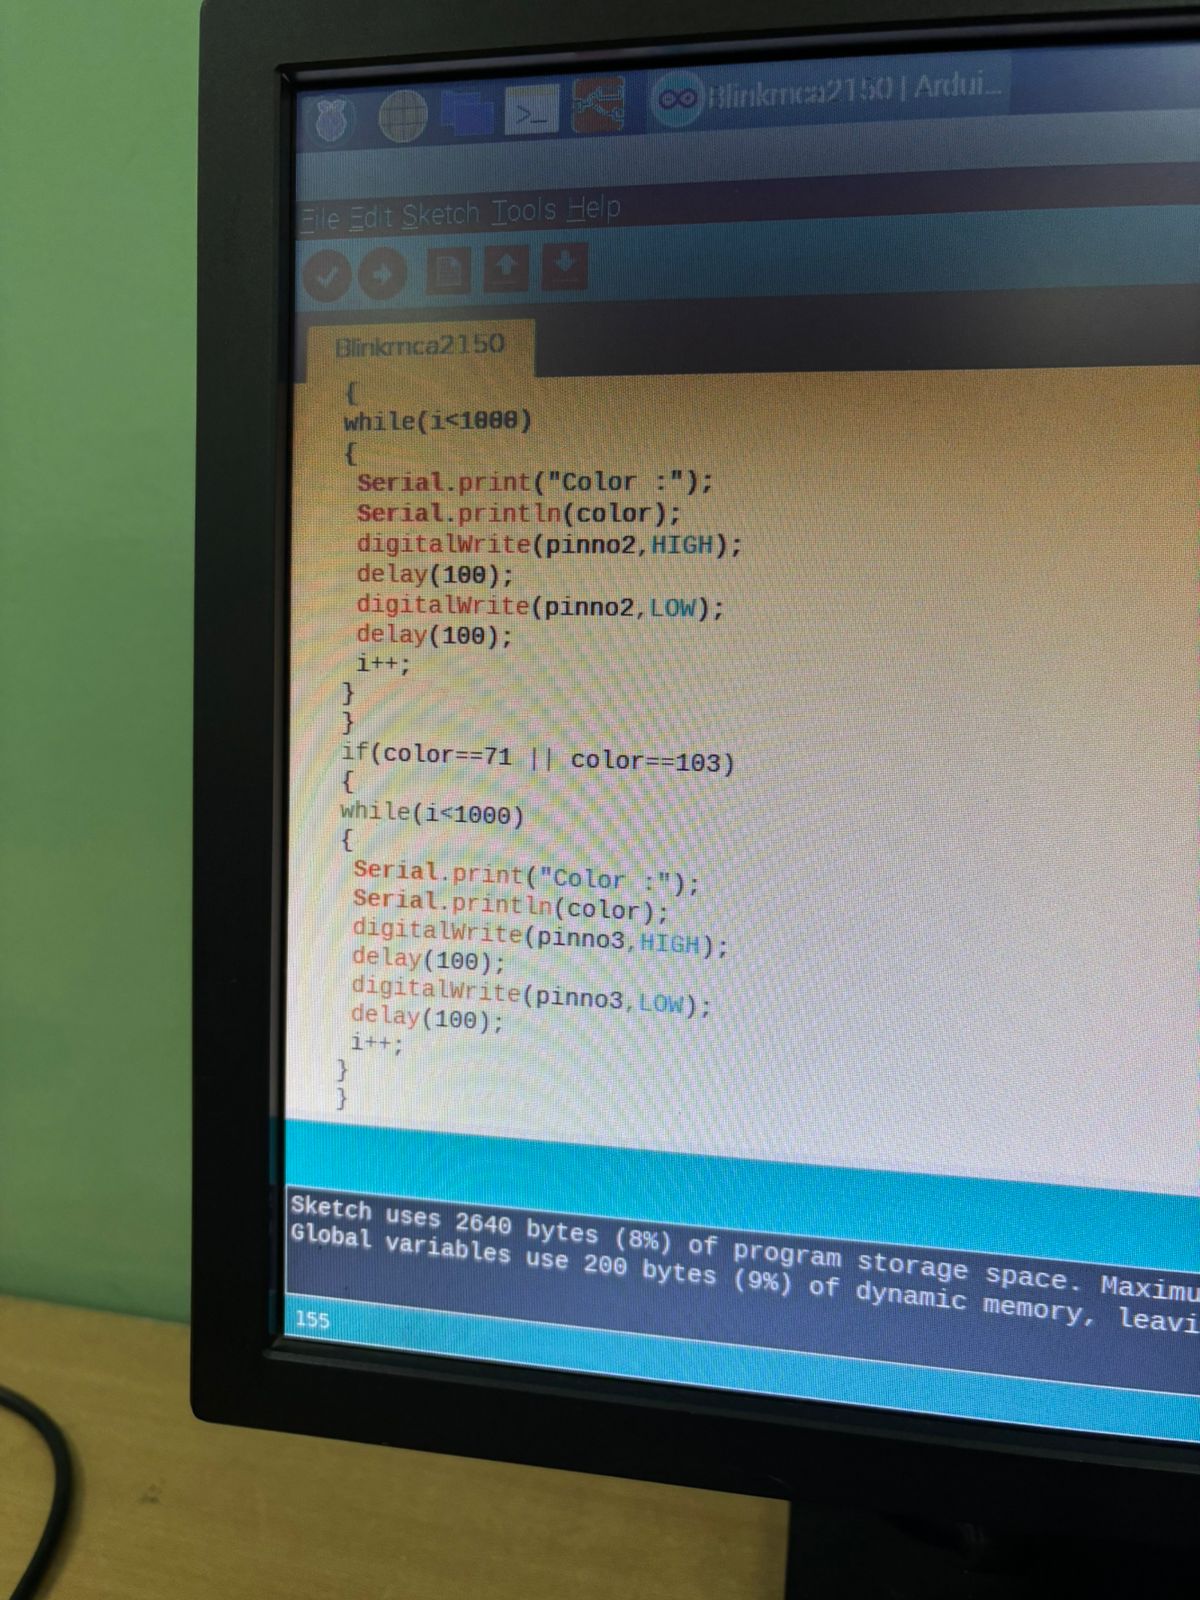 Blinkmca2150 | Ardui...
File Edit Sketch Tools Help
Blinkmca2150
{
while(i<1000)
{
Serial.print("Color :");
Serial.println(color);
digitalWrite(pinno2,HIGH);
delay(100);
digitalWrite(pinno2,LOW);
delay(100);
i++;
}
}
if(color==71 || color==103)
{
while(i<1000)
{
Serial.print("Color :");
Serial.println(color);
digitalWrite(pinno3,HIGH);
delay(100);
digitalWrite(pinno3,LOW);
delay(100);
i++;
}
}
Sketch uses 2640 bytes (8%) of program storage space. Maximu
Global variables use 200 bytes (9%) of dynamic memory, leavi
155